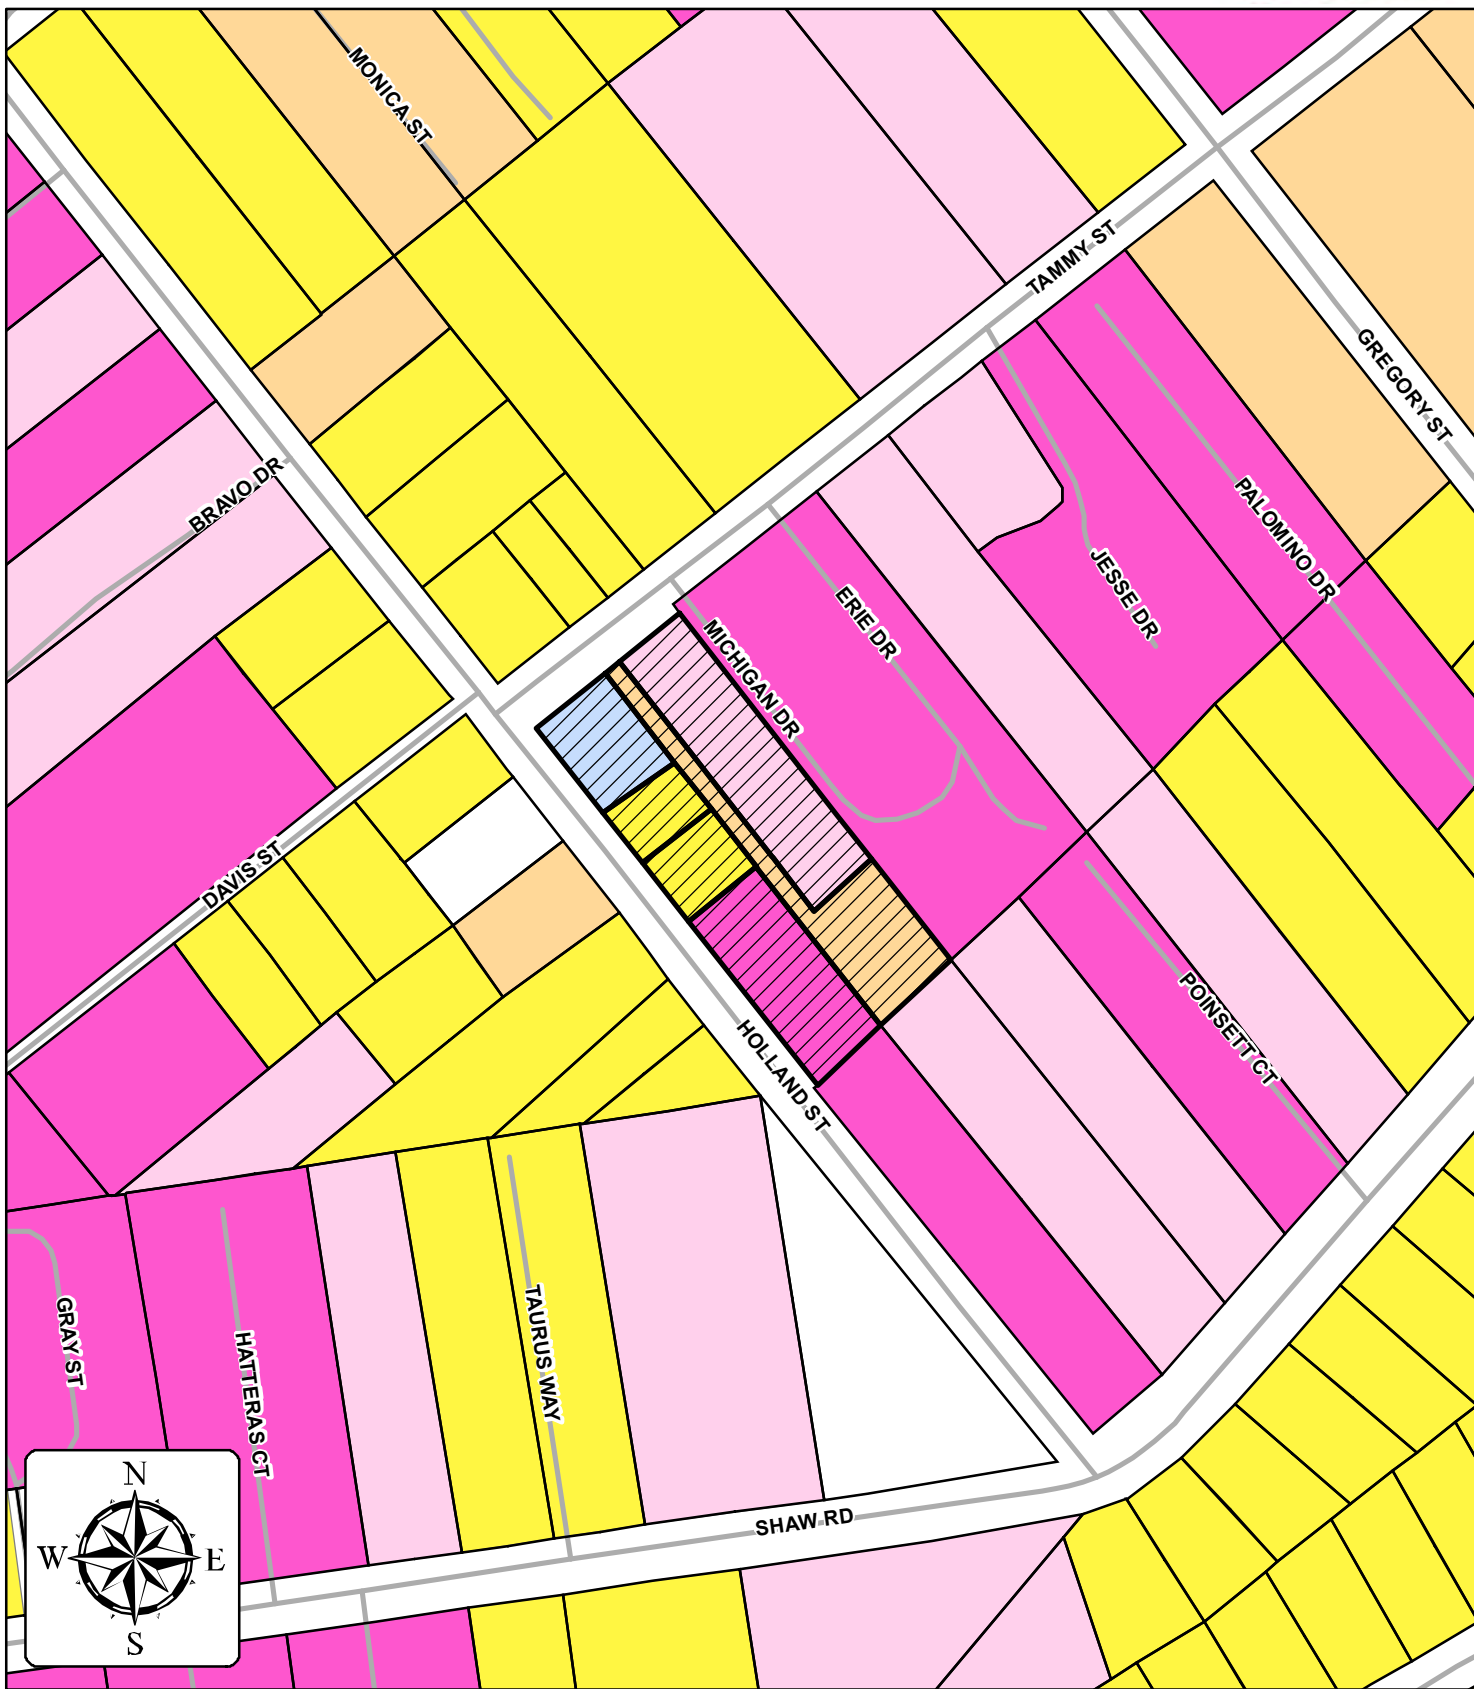 MONICA ST
TAMMY ST
GREGORY ST
BRAVO DR
PALOMINO DR
JESSE DR
ERIE DR
MICHIGAN DR
DAVIS ST
POINSETT CT
HOLLAND ST
GRAY ST
HATTERAS CT
TAURUS WAY
SHAW RD
N
W E
S